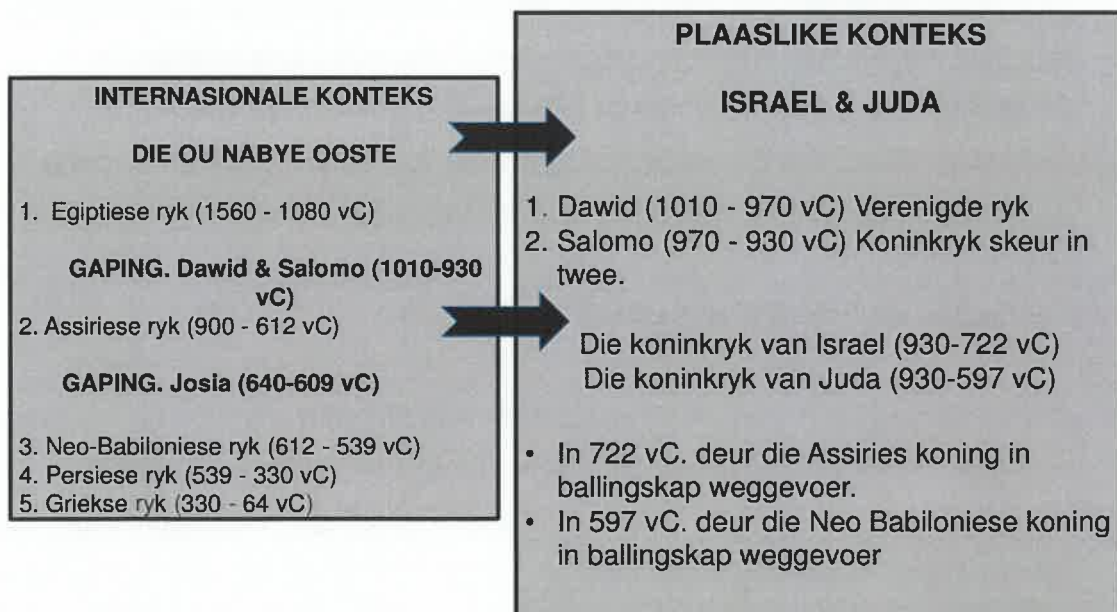 INTERNASIONALE KONTEKS
DIE OU NABYE OOSTE
1. Egiptiese ryk (1560 - 1080 vC)
GAPING. Dawid & Salomo (1010-930
vC)
2. Assiriese ryk (900 - 612 vC)
GAPING. Josia (640-609 vC)
3. Neo-Babiloniese ryk (612 - 539 vC)
4. Persiese ryk (539 - 330 vC)
5. Griekse ryk (330 - 64 vC)
PLAASLIKE KONTEKS
ISRAEL & JUDA
1. Dawid (1010 - 970 vC) Verenigde ryk
2. Salomo (970 - 930 vC) Koninkryk skeur in
twee.
Die koninkryk van Israel (930-722 vC)
Die koninkryk van Juda (930-597 vC)
• In 722 vC. deur die Assiries koning in
ballingskap weggevoer.
• In 597 vC. deur die Neo Babiloniese koning
in ballingskap weggevoer